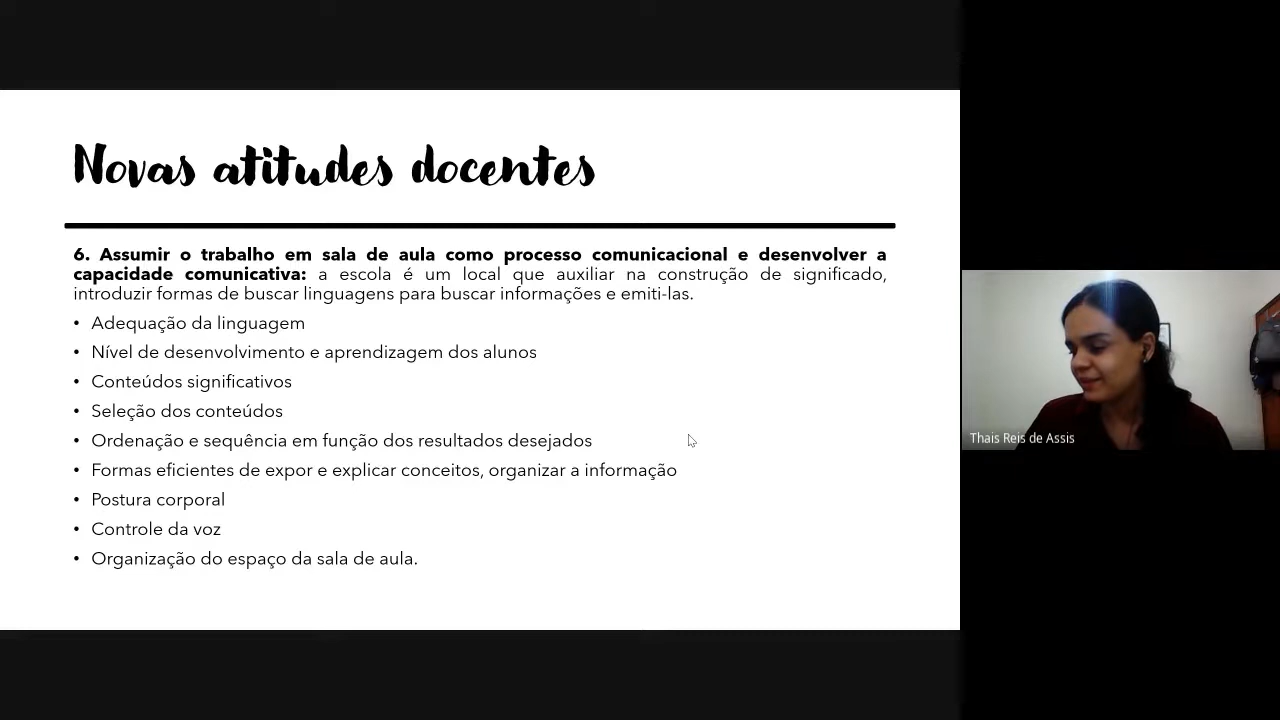 Novas atitudes docentes
6. Assumir o trabalho em sala de aula como processo comunicacional e desenvolver a
capacidade comunicativa: a escola é um local que auxiliar na construção de significado,
introduzir formas de buscar linguagens para buscar informações e emiti-las.
• Adequação da linguagem
• Nível de desenvolvimento e aprendizagem dos alunos
• Conteúdos significativos
• Seleção dos conteúdos
• Ordenação e sequência em função dos resultados desejados
• Formas eficientes de expor e explicar conceitos, organizar a informação
• Postura corporal
• Controle da voz
• Organização do espaço da sala de aula.
Thais Reis de Assis